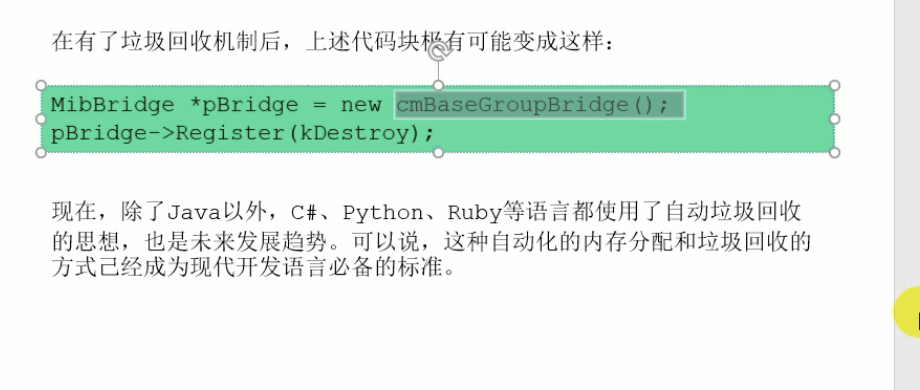 在有了垃圾回收机制后，上述代码块极有可能变成这样：
MibBridge *pBridge = new cmBaseGroupBridge();
pBridge->Register(kDestroy);
现在，除了Java以外，C#、Python、Ruby等语言都使用了自动垃圾回收
的思想，也是未来发展趋势。可以说，这种自动化的内存分配和垃圾回收的
方式己经成为现代开发语言必备的标准。